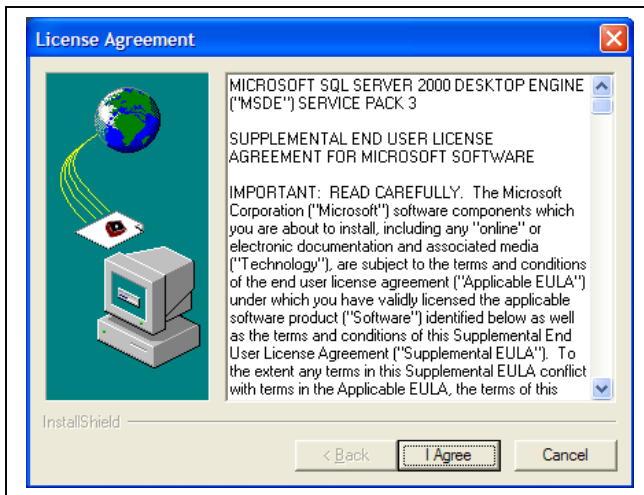 License Agreement
MICROSOFT SQL SERVER 2000 DESKTOP ENGINE
("MSDE") SERVICE PACK 3
SUPPLEMENTAL END USER LICENSE
AGREEMENT FOR MICROSOFT SOFTWARE
IMPORTANT:  READ CAREFULLY.  The Microsoft
Corporation ("Microsoft") software components which
you are about to install, including any "online" or
electronic documentation and associated media
("Technology"), are subject to the terms and conditions
of the end user license agreement ("Applicable EULA")
under which you have validly licensed the applicable
software product ("Software") identified below as well
as the terms and conditions of this Supplemental End
User License Agreement ("Supplemental EULA").  To
the extent any terms in this Supplemental EULA conflict
with terms in the Applicable EULA, the terms of this
InstallShield
< Back
I Agree
Cancel